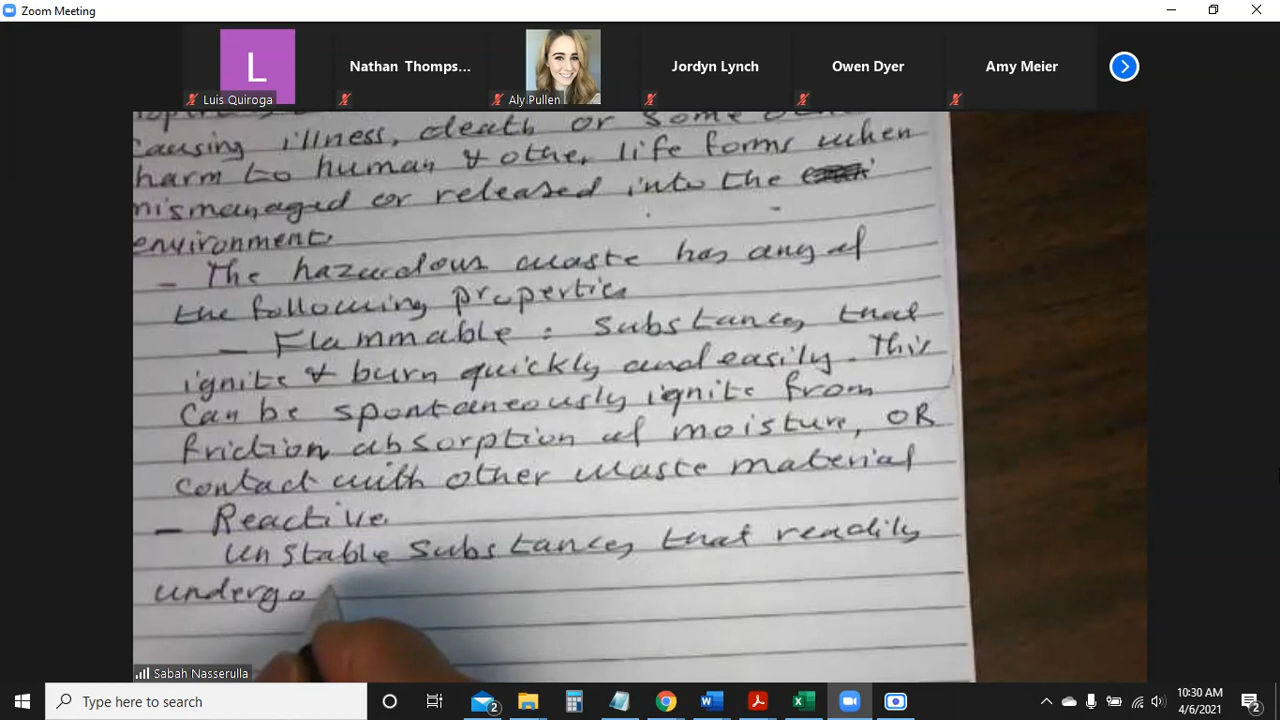 Zoom Meeting
L
Nathan Thomps...
Jordyn Lynch
Owen Dyer
Amy Meier
Luis Quiroga
Aly Pullen
causing illness, death or some
harm to human & other life forms when
mismanaged or released into the
environment.
- The hazardous waste has any of
the following properties
- Flammable : substances that
ignite & burn quickly and easily. This
can be spontaneously ignite from
friction, absorption of moisture, OR
contact with other waste material
- Reactive
Unstable substances that readily
undergo
Sabah Nasserulla
Type here to search
2
W
X
10:30 AM
4/6/2021
2